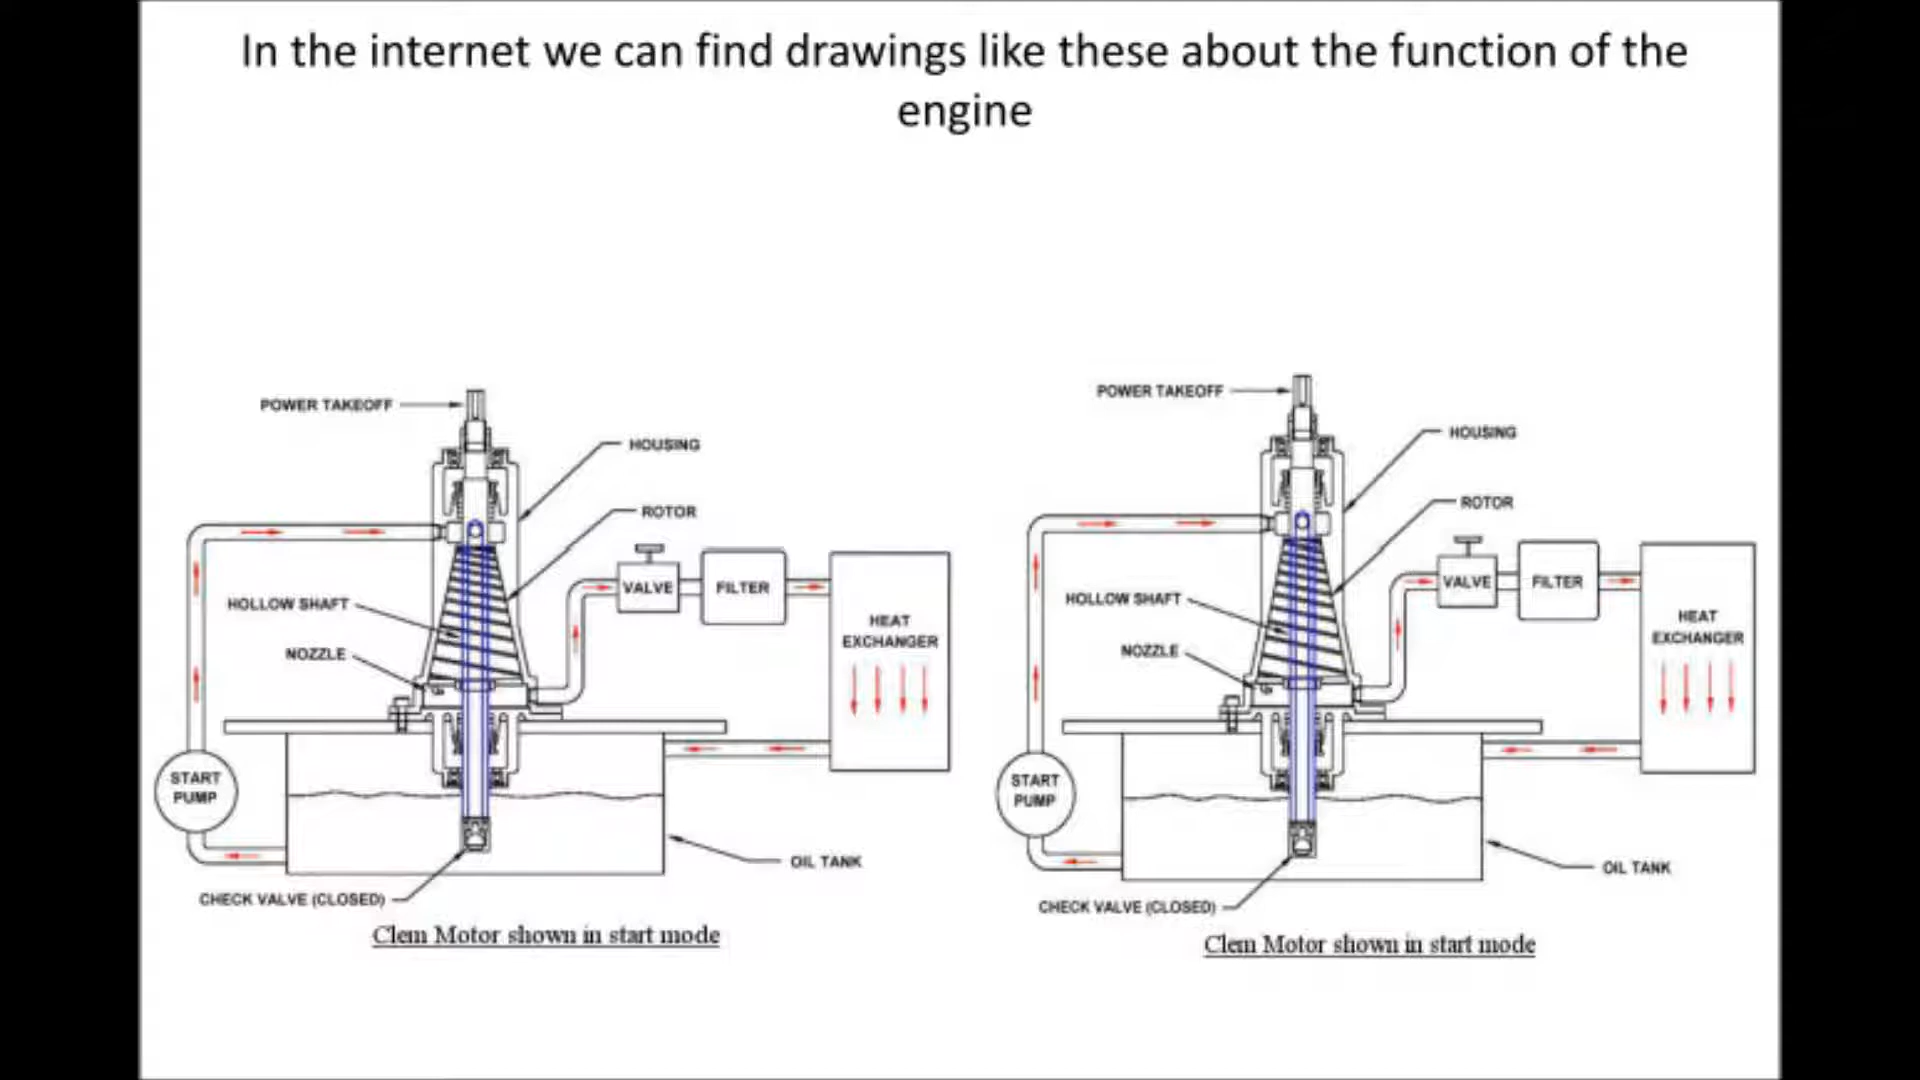 In the internet we can find drawings like these about the function of the
engine
POWER TAKEOFF
HOUSING
ROTOR
VALVE
FILTER
HOLLOW SHAFT
HEAT
EXCHANGER
NOZZLE
START
PUMP
OIL TANK
CHECK VALVE (CLOSED)
Clem Motor shown in start mode
POWER TAKEOFF
HOUSING
ROTOR
VALVE
FILTER
HOLLOW SHAFT
HEAT
EXCHANGER
NOZZLE
START
PUMP
OIL TANK
CHECK VALVE (CLOSED)
Clem Motor shown in start mode